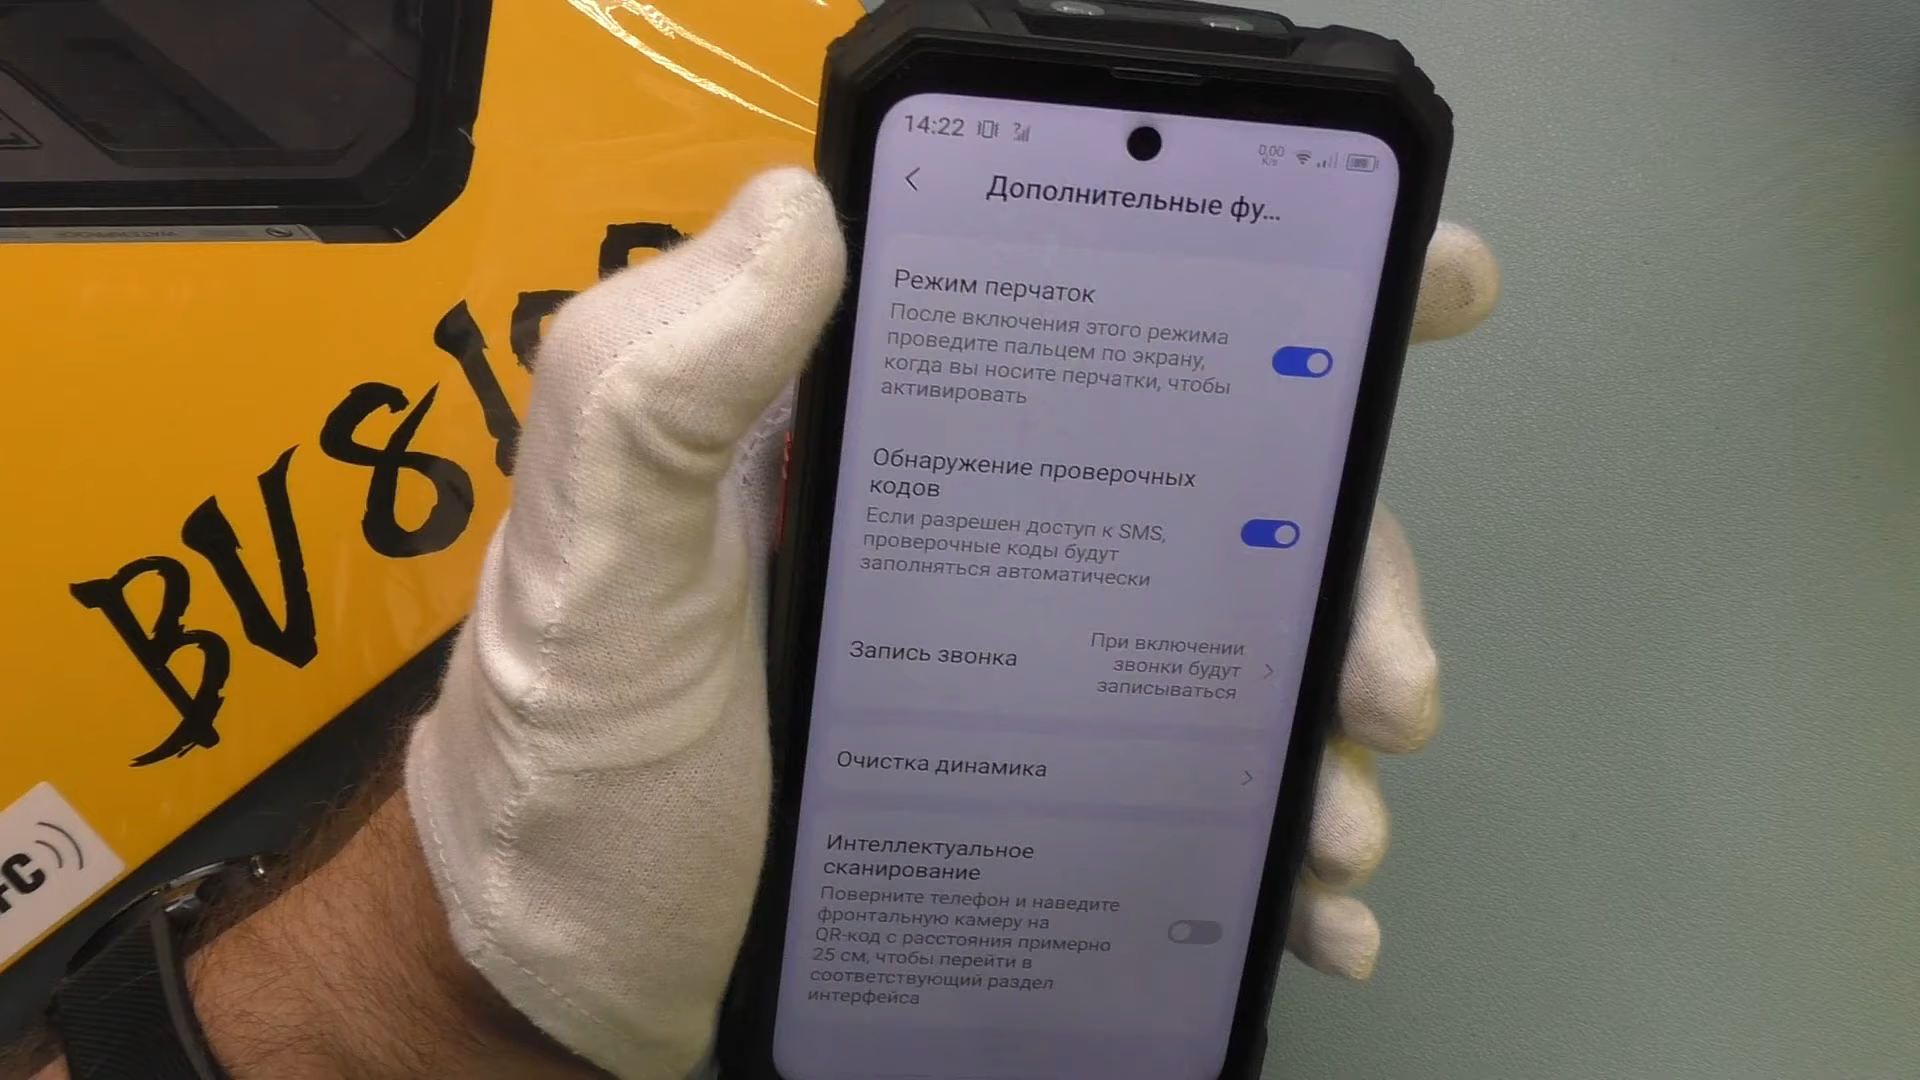 14:22
0,00
K/s
Дополнительные фу...
Режим перчаток
После включения этого режима
проведите пальцем по экрану,
когда вы носите перчатки, чтобы
активировать
Обнаружение проверочных
кодов
Если разрешен доступ к SMS,
проверочные коды будут
заполняться автоматически
Запись звонка
При включении
звонки будут
записываться
Очистка динамика
Интеллектуальное
сканирование
Поверните телефон и наведите
фронтальную камеру на
QR-код с расстояния примерно
25 см, чтобы перейти в
соответствующий раздел
интерфейса
WATERPROOF